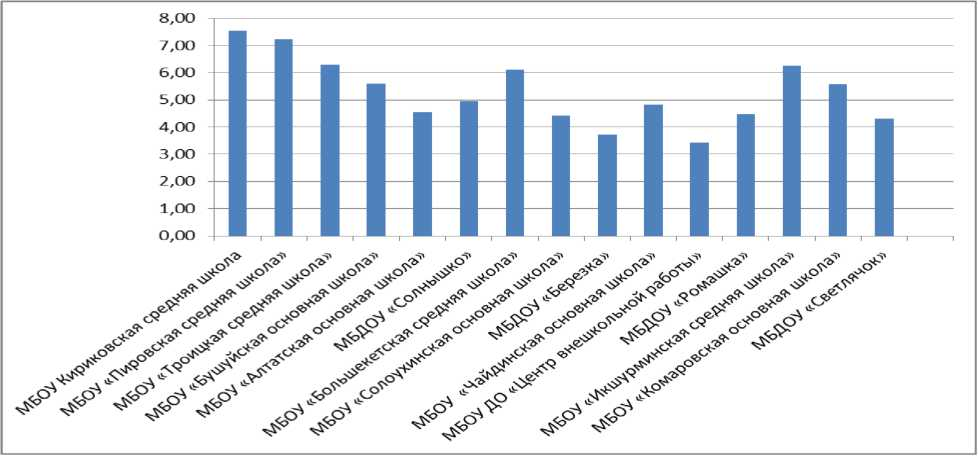 8,00
7,00
6,00
5,00
4,00
3,00
2,00
1,00
0,00
МБОУ Кириковская средняя школа
МБОУ «Пировская средняя школа»
МБОУ «Троицкая средняя школа»
МБОУ «Бушуйская основная школа»
МБОУ «Алтатская основная школа»
МБДОУ «Солнышко»
МБОУ «Большекетская средняя школа»
МБОУ «Солоухинская основная школа»
МБДОУ «Березка»
МБОУ «Чайдинская основная школа»
МБОУ ДО «Центр внешкольной работы»
МБДОУ «Ромашка»
МБОУ «Икшурминская средняя школа»
МБОУ «Комаровская основная школа»
МБДОУ «Светлячок»